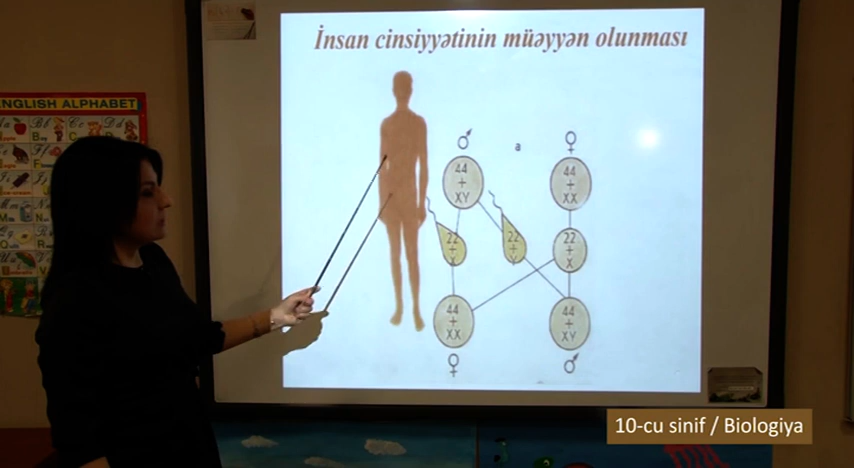 İnsan cinsiyyətinin müəyyən olunması
ENGLISH ALPHABET
♂ a ♀
44 + XY
44 + XX
22 + X
22 + Y
22 + X
44 + XX
44 + XY
♀ ♂
10-cu sinif / Biologiya